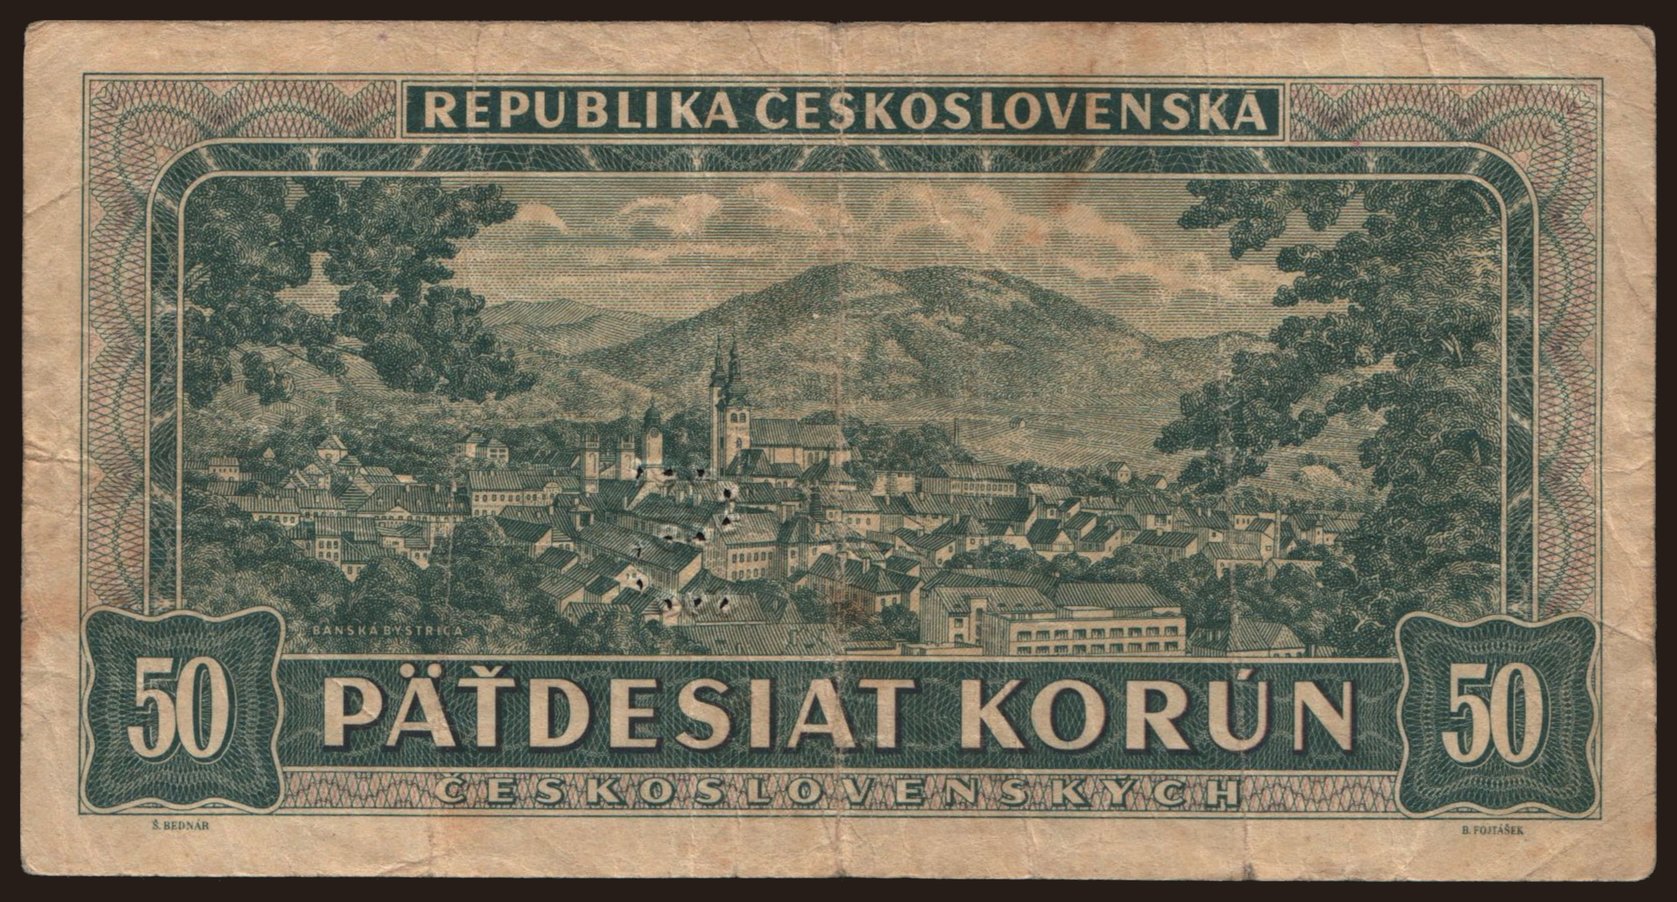 REPUBLIKA ČESKOSLOVENSKÁ
BANSKÁ BYSTRICA
50 PÄŤDESIAT KORÚN 50
ČESKOSLOVENSKÝCH
Š. BEDNÁR B. FOJTÁŠEK